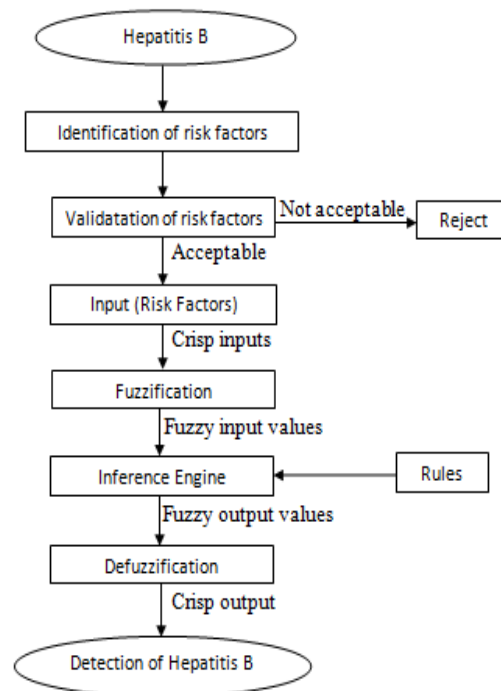 Hepatitis B
Identification of risk factors
Validatation of risk factors
Not acceptable
Reject
Acceptable
Input (Risk Factors)
Crisp inputs
Fuzzification
Fuzzy input values
Inference Engine
Rules
Fuzzy output values
Defuzzification
Crisp output
Detection of Hepatitis B